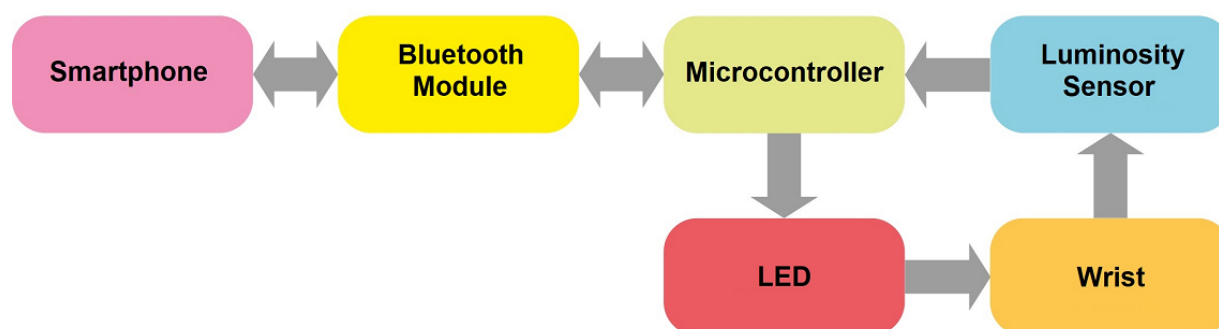 Smartphone
Bluetooth
Module
Microcontroller
Luminosity
Sensor
LED
Wrist